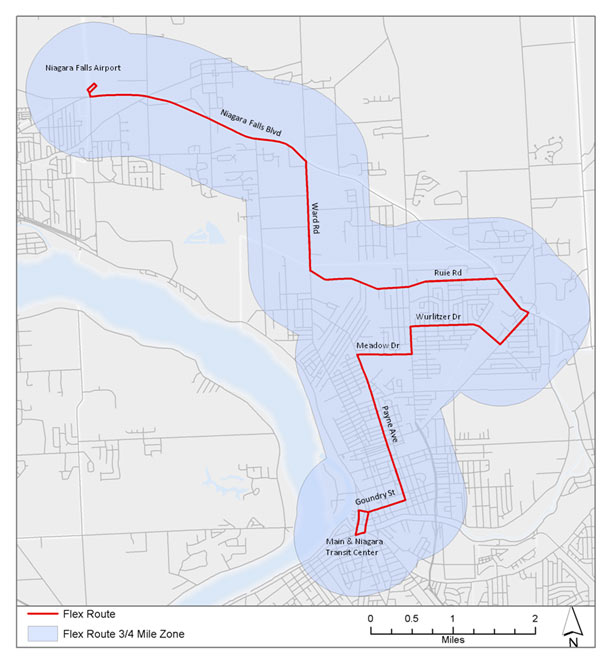 Niagara Falls Airport
Niagara Falls Blvd
Ward Rd
Ruie Rd
Wurlitzer Dr
Meadow Dr
Payne Ave
Goundry St
Main & Niagara
Transit Center
Flex Route
Flex Route 3/4 Mile Zone
0 0.5 1 2
Miles
N